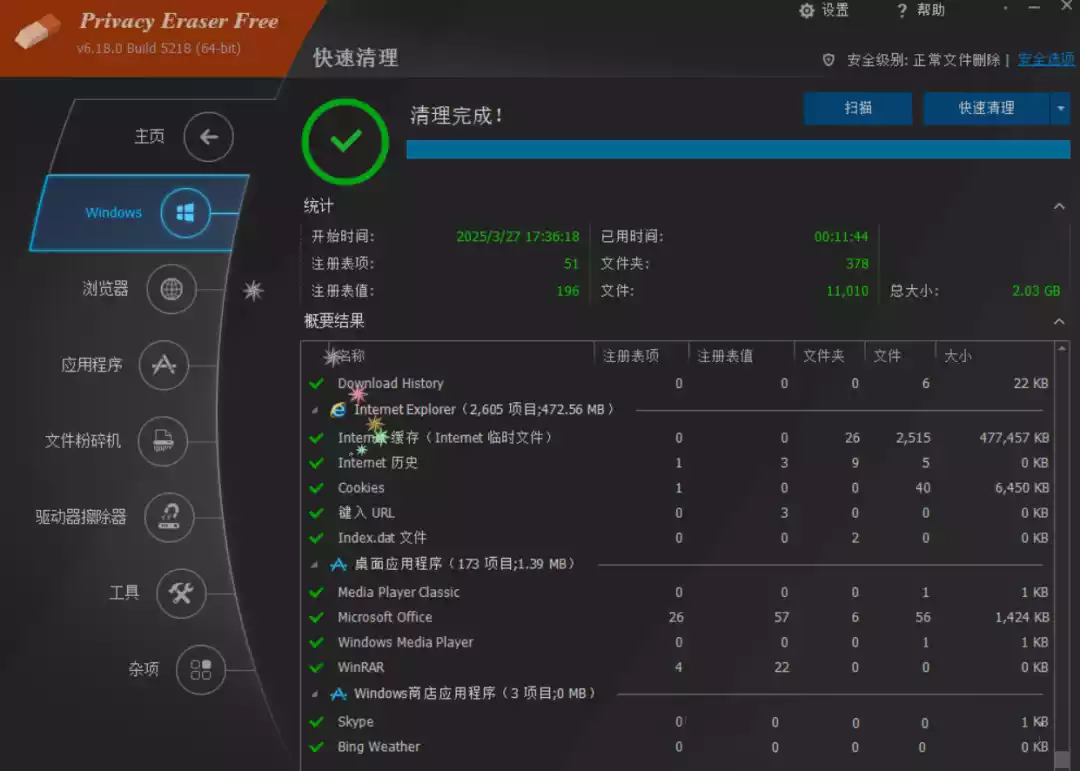 Privacy Eraser Free
v6.18.0 Build 5218 (64-bit)
设置 ? 帮助
快速清理
安全级别: 正常文件删除 | 安全选项
清理完成!
扫描 快速清理
主页
Windows
浏览器
应用程序
文件粉碎机
驱动器擦除器
工具
杂项
统计
开始时间: 2025/3/27 17:36:18 已用时间: 00:11:44
注册表项: 51 文件夹: 378
注册表值: 196 文件: 11,010 总大小: 2.03 GB
概要结果
名称 注册表项 注册表值 文件夹 文件 大小
Download History 0 0 0 6 22 KB
Internet Explorer（2,605 项目;472.56 MB）
Internet 缓存（Internet 临时文件） 0 0 26 2,515 477,457 KB
Internet 历史 1 3 9 5 0 KB
Cookies 1 0 0 40 6,450 KB
键入 URL 0 3 0 0 0 KB
Index.dat 文件 0 0 2 0 0 KB
桌面应用程序（173 项目;1.39 MB）
Media Player Classic 0 0 0 1 1 KB
Microsoft Office 26 57 6 56 1,424 KB
Windows Media Player 0 0 0 1 1 KB
WinRAR 4 22 0 0 0 KB
Windows商店应用程序（3 项目;0 MB）
Skype 0 0 0 0 1 KB
Bing Weather 0 0 0 0 0 KB